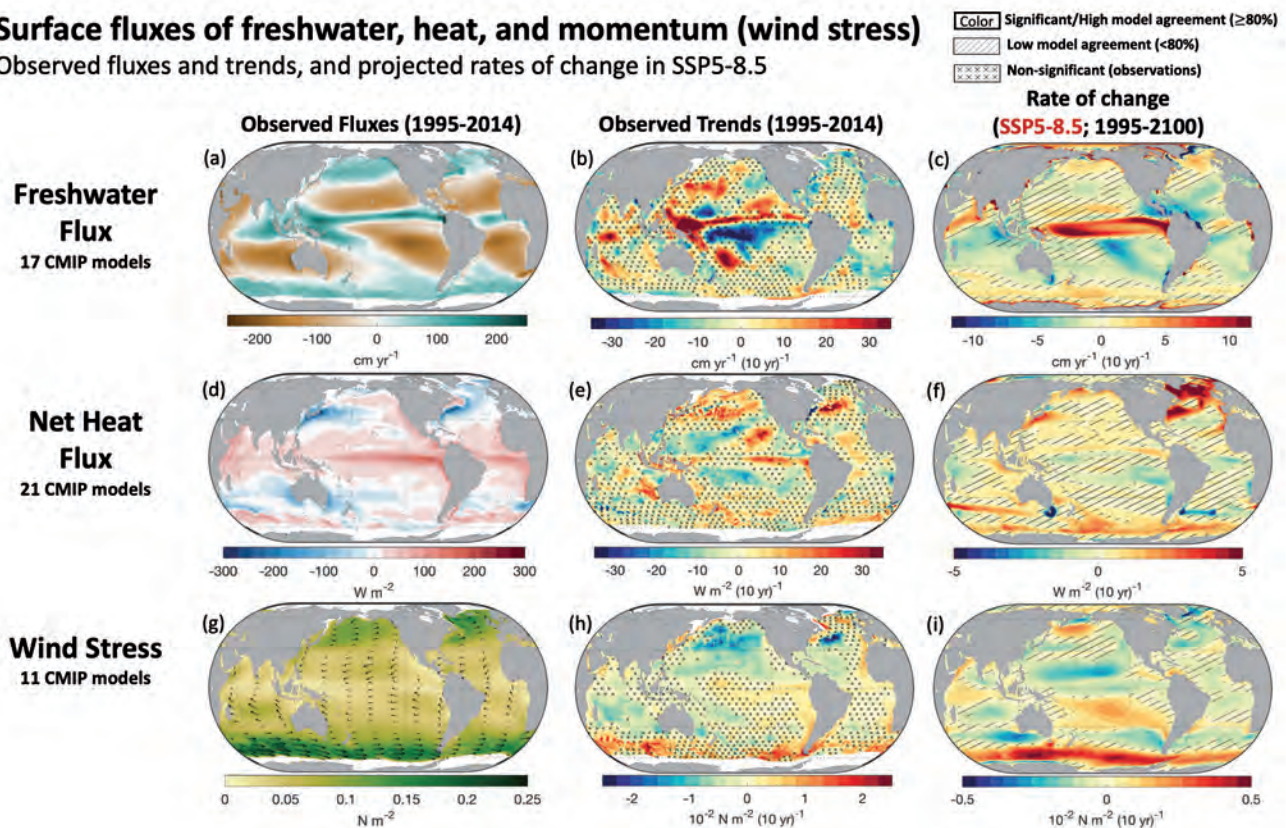 Surface fluxes of freshwater, heat, and momentum (wind stress)
Observed fluxes and trends, and projected rates of change in SSP5-8.5
Color Significant/High model agreement (≥80%)
Low model agreement (<80%)
Non-significant (observations)
Observed Fluxes (1995-2014)
Observed Trends (1995-2014)
Rate of change
(SSP5-8.5; 1995-2100)
Freshwater
Flux
17 CMIP models
(a)
(b)
(c)
-200 -100 0 100 200
cm yr⁻¹
-30 -20 -10 0 10 20 30
cm yr⁻¹ (10 yr)⁻¹
-10 -5 0 5 10
cm yr⁻¹ (10 yr)⁻¹
Net Heat
Flux
21 CMIP models
(d)
(e)
(f)
-300 -200 -100 0 100 200 300
W m⁻²
-30 -20 -10 0 10 20 30
W m⁻² (10 yr)⁻¹
-5 0 5
W m⁻² (10 yr)⁻¹
Wind Stress
11 CMIP models
(g)
(h)
(i)
0 0.05 0.1 0.15 0.2 0.25
N m⁻²
-2 -1 0 1 2
10⁻² N m⁻² (10 yr)⁻¹
-0.5 0 0.5
10⁻² N m⁻² (10 yr)⁻¹